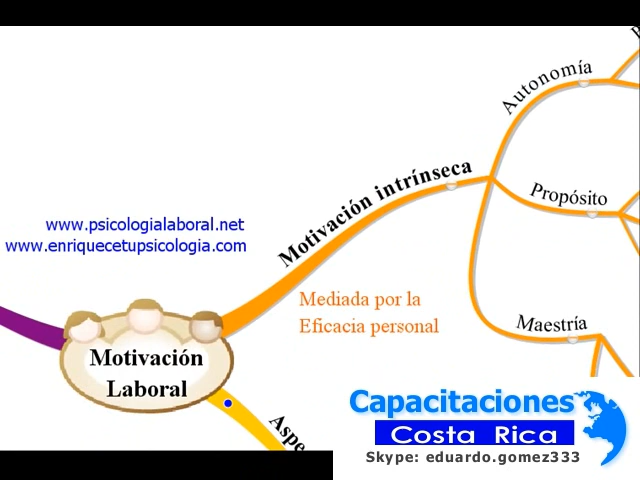 Autonomía
Motivación intrínseca
Propósito
www.psicologialaboral.net
www.enriquecetupsicologia.com
Mediada por la
Eficacia personal
Maestría
Motivación
Laboral
Capacitaciones
Costa Rica
Skype: eduardo.gomez333